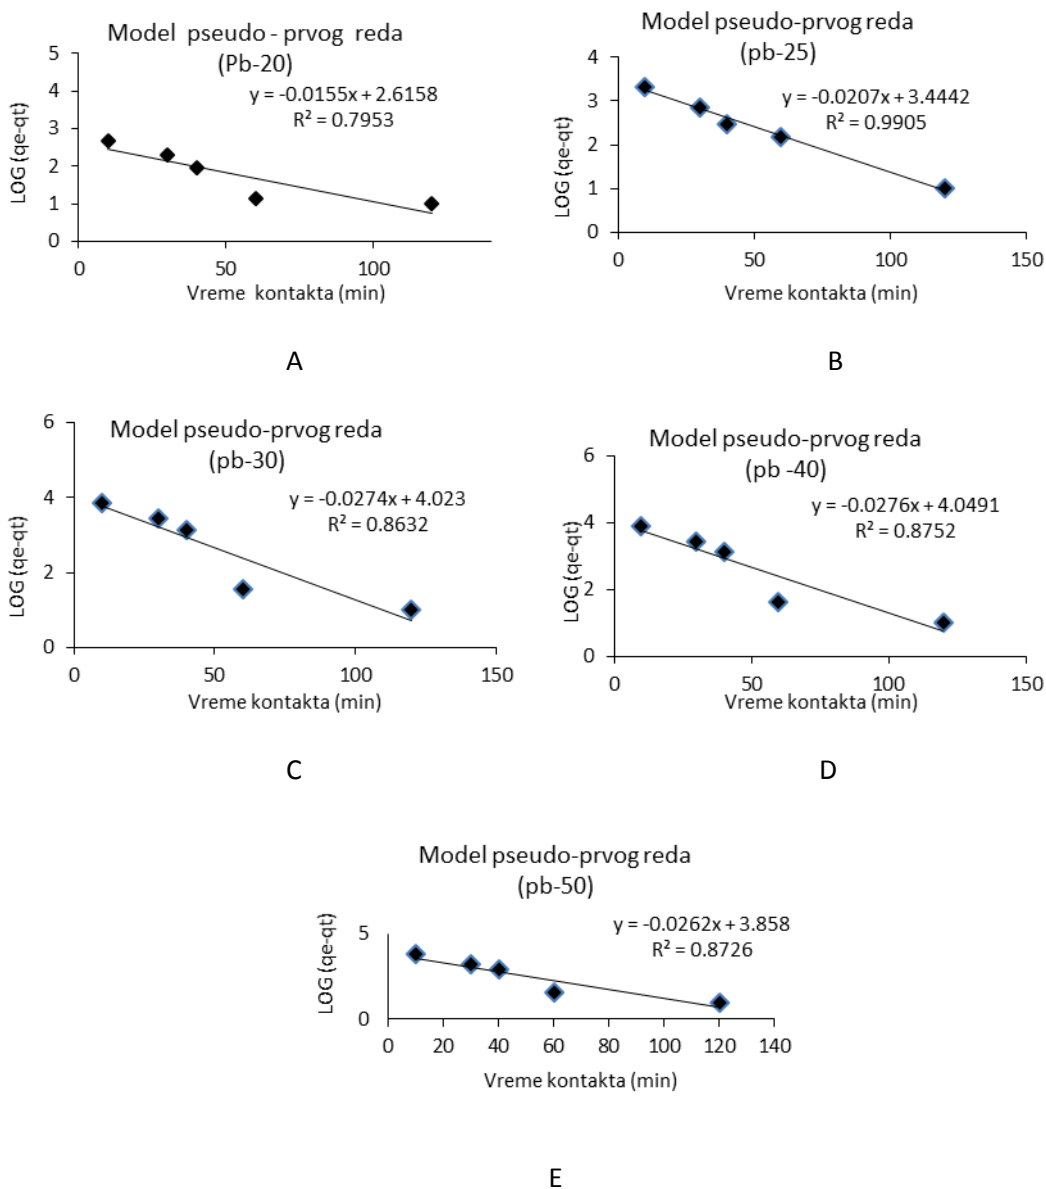 Model pseudo - prvog reda
(Pb-20)
y = -0.0155x + 2.6158
R² = 0.7953
LOG (qe-qt)
5
4
3
2
1
0
0 50 100
Vreme kontakta (min)
A
Model pseudo-prvog reda
(pb-25)
y = -0.0207x + 3.4442
R² = 0.9905
LOG (qe-qt)
4
3
2
1
0
0 50 100 150
Vreme kontakta (min)
B
Model pseudo-prvog reda
(pb-30)
y = -0.0274x + 4.023
R² = 0.8632
LOG (qe-qt)
6
4
2
0
0 50 100 150
Vreme kontakta (min)
C
Model pseudo-prvog reda
(pb -40)
y = -0.0276x + 4.0491
R² = 0.8752
LOG (qe-qt)
6
4
2
0
0 50 100 150
Vreme kontakta (min)
D
Model pseudo-prvog reda
(pb-50)
y = -0.0262x + 3.858
R² = 0.8726
LOG (qe-qt)
5
0
0 20 40 60 80 100 120 140
Vreme kontakta (min)
E